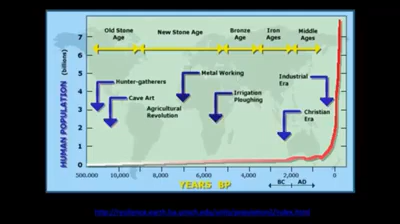 Old Stone Age
New Stone Age
Bronze Age
Iron Ages
Middle Ages
7
6
5
4
3
2
1
0
HUMAN POPULATION (billions)
Hunter-gatherers
Cave Art
Agricultural Revolution
Metal Working
Irrigation Ploughing
Industrial Era
Christian Era
500,000
10,000
8,000
6,000
4,000
2,000
0
YEARS BP
BC
AD